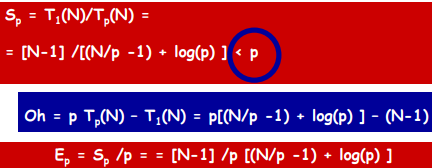 Sp = T1(N)/Tp(N) =
= [N-1] /[(N/p -1) + log(p) ] < p
Oh = p Tp(N) – T1(N) = p[(N/p -1) + log(p) ] – (N-1)
Ep = Sp /p = = [N-1] /p [(N/p -1) + log(p) ]